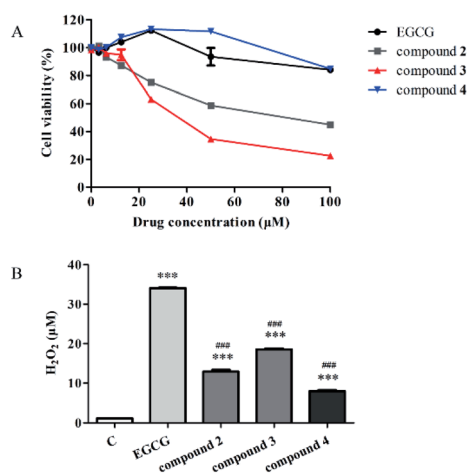 A
120
100
80
60
40
20
0
Cell viability (%)
0 20 40 60 80 100
Drug concentration (μM)
EGCG
compound 2
compound 3
compound 4
B
40
30
20
10
0
H₂O₂ (μM)
***
###
***
###
***
###
***
C EGCG compound 2 compound 3 compound 4